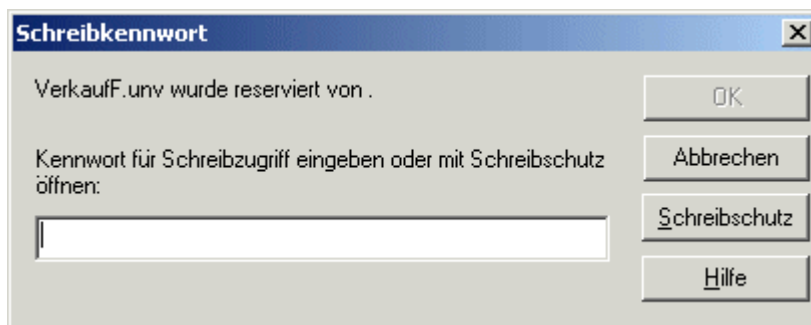 Schreibkennwort
VerkaufF.unv wurde reserviert von .
OK
Kennwort für Schreibzugriff eingeben oder mit Schreibschutz
öffnen:
Abbrechen
Schreibschutz
Hilfe